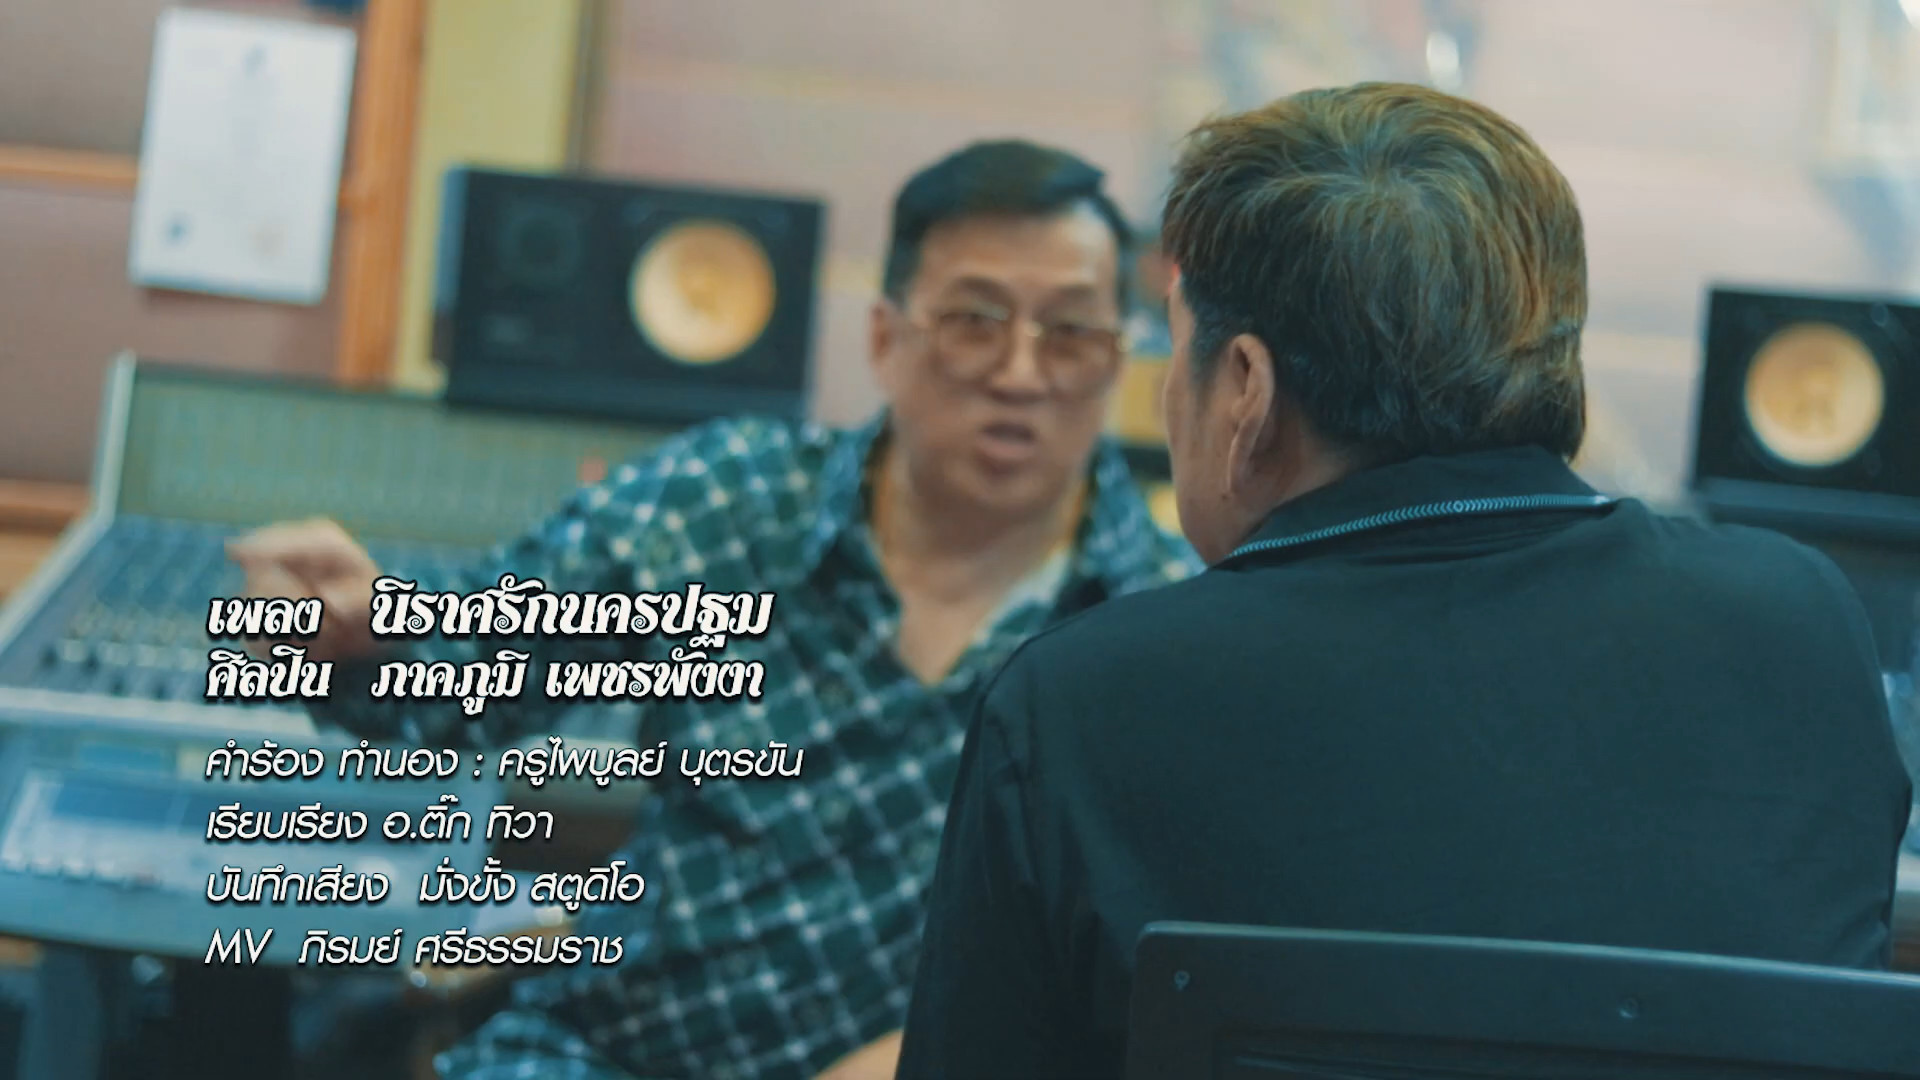 เพลง นิราศรักนครปฐม
ศิลปิน ภาคภูมิ เพชรพังงา
คำร้อง ทำนอง : ครูไพบูลย์ บุตรขัน
เรียบเรียง อ.ติ๊ก ทิวา
บันทึกเสียง มั่งขั้ง สตูดิโอ
MV ภิรมย์ ศรีธรรมราช